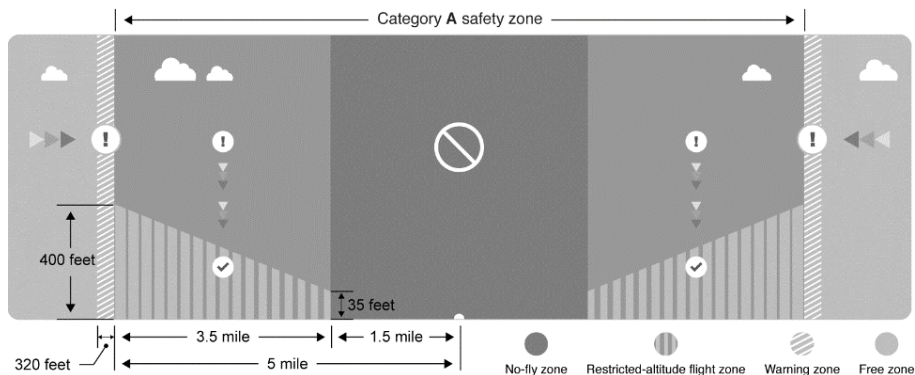 Category A safety zone
400 feet
35 feet
3.5 mile
1.5 mile
320 feet
5 mile
No-fly zone
Restricted-altitude flight zone
Warning zone
Free zone